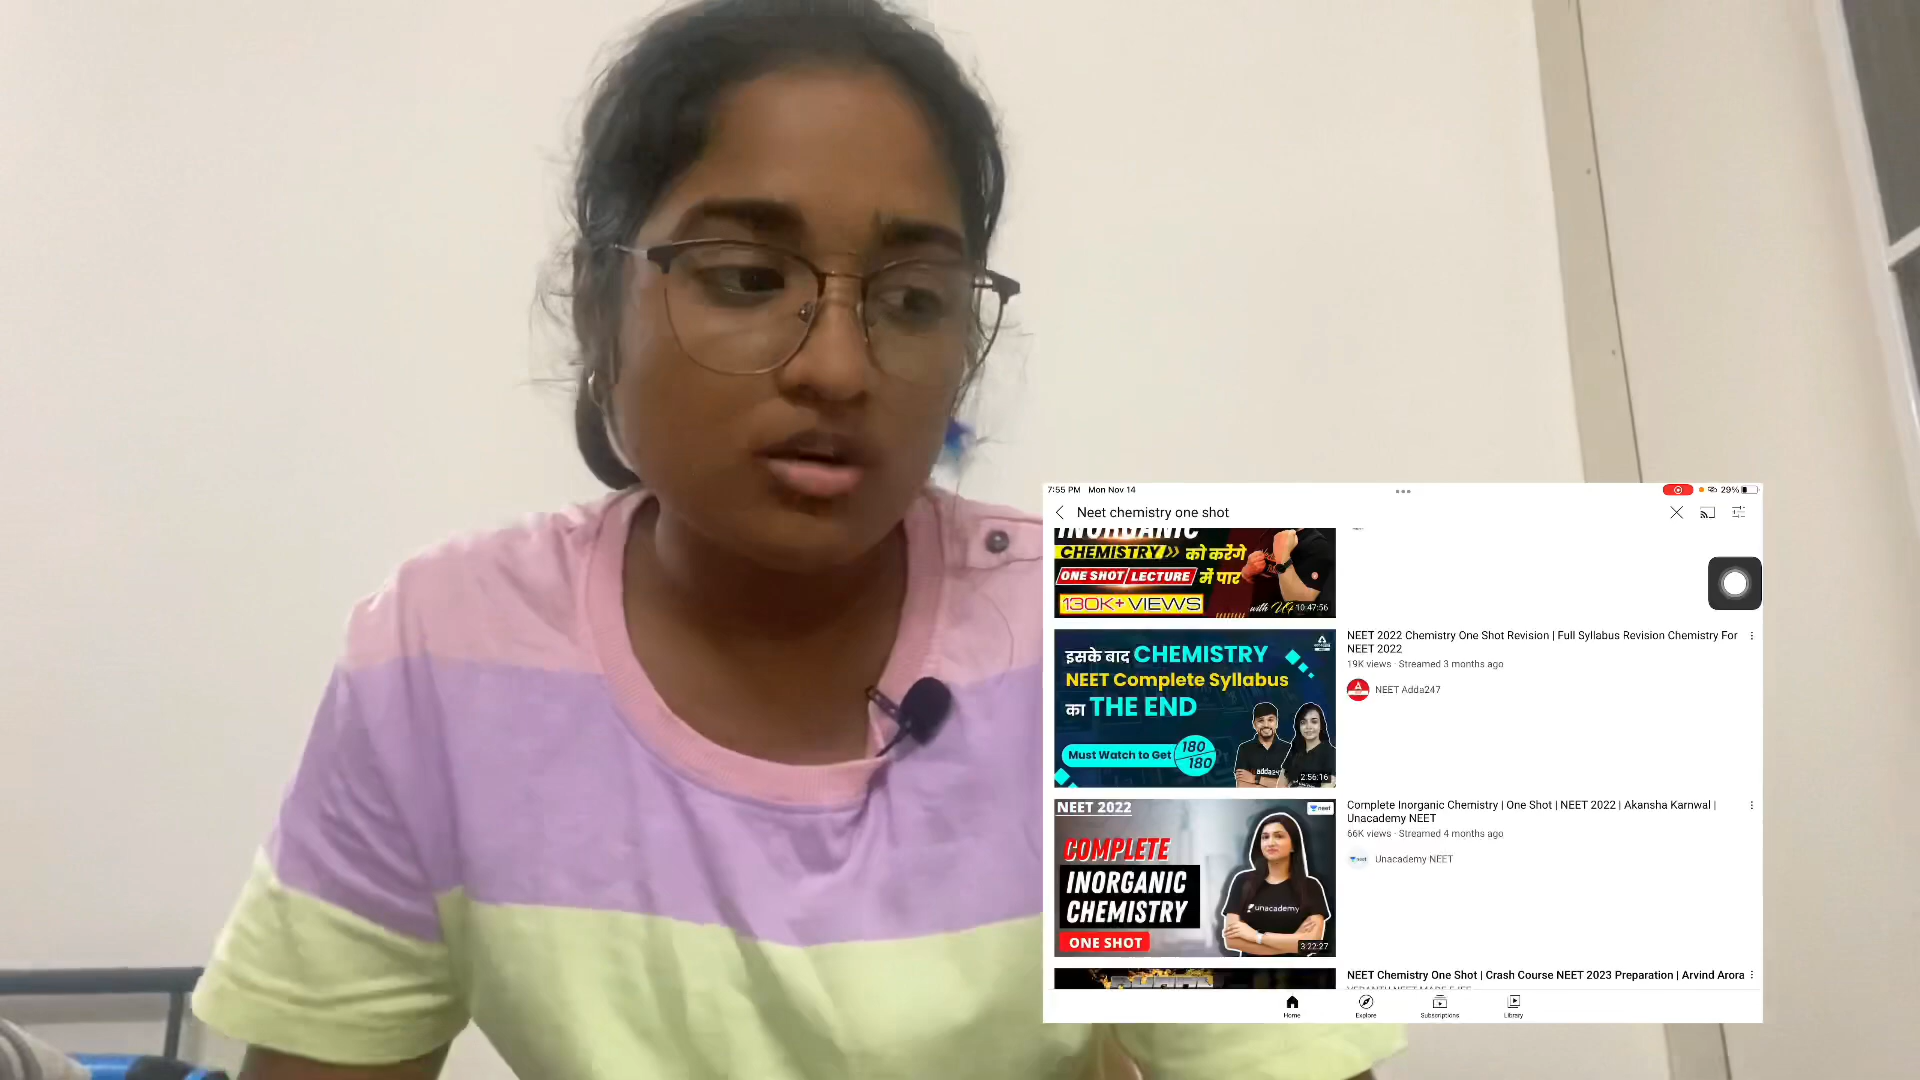 7:55 PM Mon Nov 14
29%
Neet chemistry one shot
INORGANIC
CHEMISTRY >> को करेंगे
ONE SHOT LECTURE में पार
130K+ VIEWS
with
10:47:56
इसके बाद CHEMISTRY
NEET Complete Syllabus
का THE END
Must Watch to Get 180
180
2:56:16
NEET 2022 Chemistry One Shot Revision | Full Syllabus Revision Chemistry For
NEET 2022
19K views · Streamed 3 months ago
NEET Adda247
NEET 2022
neet
COMPLETE
INORGANIC
CHEMISTRY
ONE SHOT
unacademy
3:22:27
Complete Inorganic Chemistry | One Shot | NEET 2022 | Akansha Karnwal |
Unacademy NEET
66K views · Streamed 4 months ago
Unacademy NEET
NEET Chemistry One Shot | Crash Course NEET 2023 Preparation | Arvind Arora
Home
Explore
Subscriptions
Library